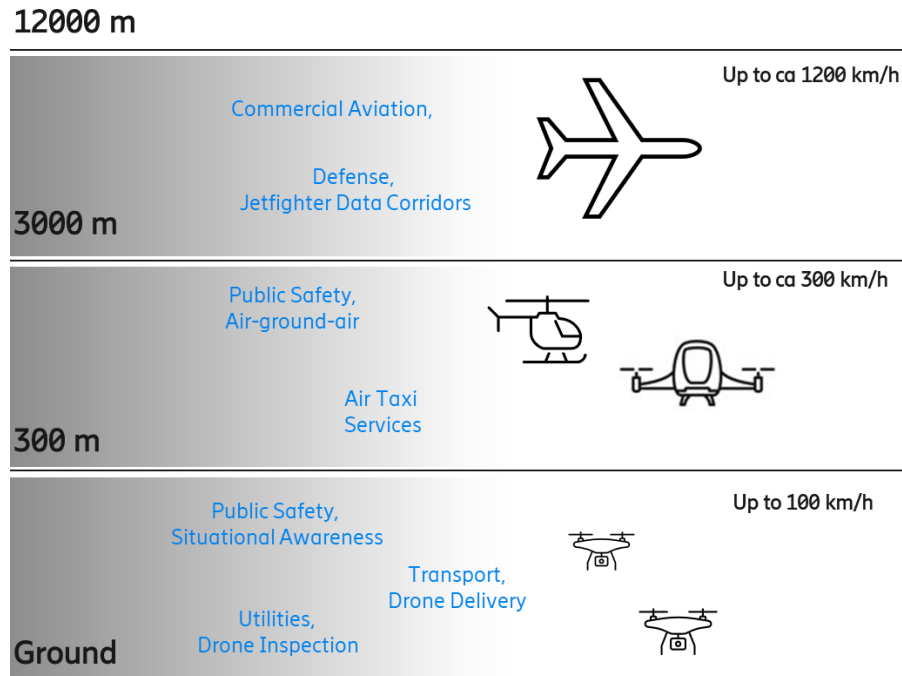 12000 m
Up to ca 1200 km/h
Commercial Aviation,
Defense,
Jetfighter Data Corridors
3000 m
Up to ca 300 km/h
Public Safety,
Air-ground-air
Air Taxi
Services
300 m
Up to 100 km/h
Public Safety,
Situational Awareness
Transport,
Drone Delivery
Utilities,
Drone Inspection
Ground